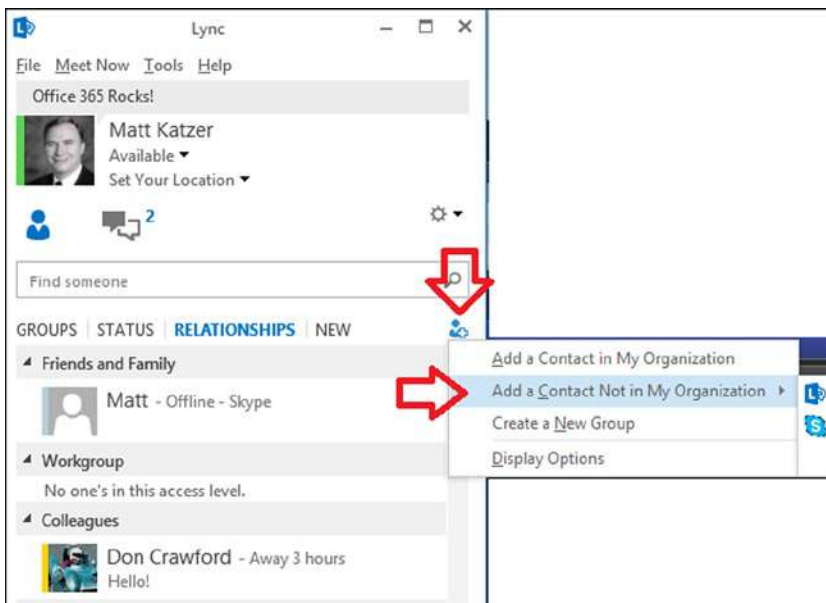 Lync
File Meet Now Tools Help
Office 365 Rocks!
Matt Katzer
Available
Set Your Location
2
Find someone
GROUPS STATUS RELATIONSHIPS NEW
Add a Contact in My Organization
Friends and Family
Add a Contact Not in My Organization
Matt - Offline - Skype
Create a New Group
Workgroup
Display Options
No one's in this access level.
Colleagues
Don Crawford - Away 3 hours
Hello!